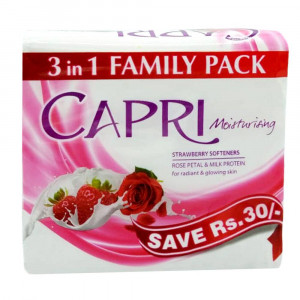 CAPRI
3 in 1 FAMILY PACK
CAPRI
Moisturising
STRAWBERRY SOFTENERS
ROSE PETAL & MILK PROTEIN
for radiant & glowing skin
SAVE Rs.30/-